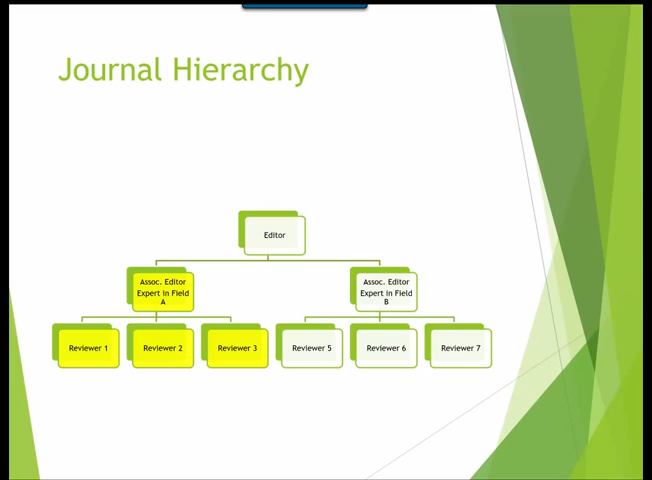 Journal Hierarchy
Editor
Assoc. Editor
Expert in Field
A
Assoc. Editor
Expert in Field
B
Reviewer 1
Reviewer 2
Reviewer 3
Reviewer 5
Reviewer 6
Reviewer 7